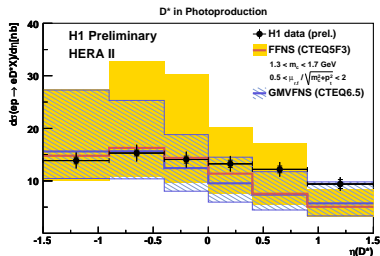 D* in Photoproduction
H1 Preliminary
HERA II
H1 data (prel.)
FFNS (CTEQ5F3)
1.3 < m_c < 1.7 GeV
0.5 < μ_r,f / √m_c²+p_t² < 2
GMVFNS (CTEQ6.5)
dσ(ep → eD*X)/dη[nb]
40
30
20
10
-1.5 -1 -0.5 0 0.5 1 1.5
η(D*)